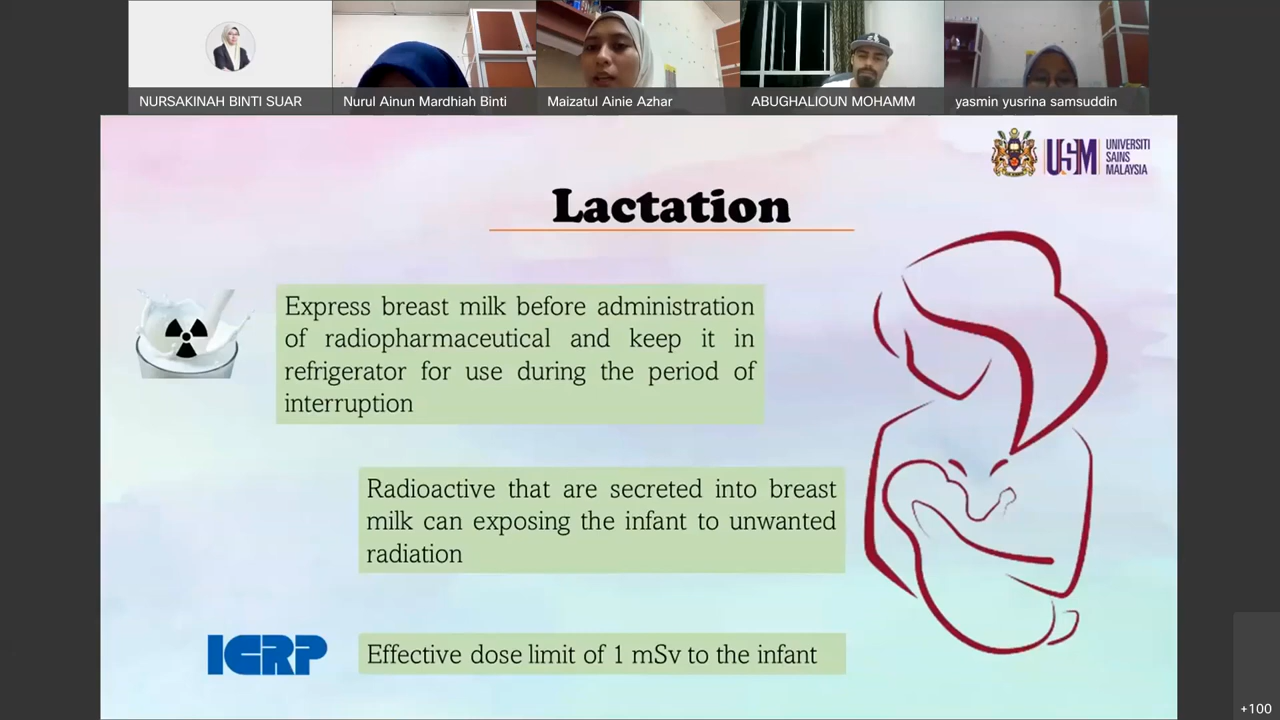 NURSAKINAH BINTI SUAR
Nurul Ainun Mardhiah Binti
Maizatul Ainie Azhar
ABUGHALIOUN MOHAMM
yasmin yusrina samsuddin
USM
UNIVERSITI
SAINS
MALAYSIA
Lactation
Express breast milk before administration
of radiopharmaceutical and keep it in
refrigerator for use during the period of
interruption
Radioactive that are secreted into breast
milk can exposing the infant to unwanted
radiation
ICRP
Effective dose limit of 1 mSv to the infant
+100